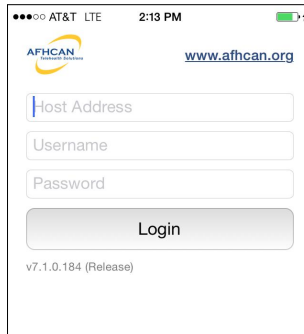 AT&T LTE 2:13 PM
AFHCAN
Telehealth Solutions
www.afhcan.org
Host Address
Username
Password
Login
v7.1.0.184 (Release)